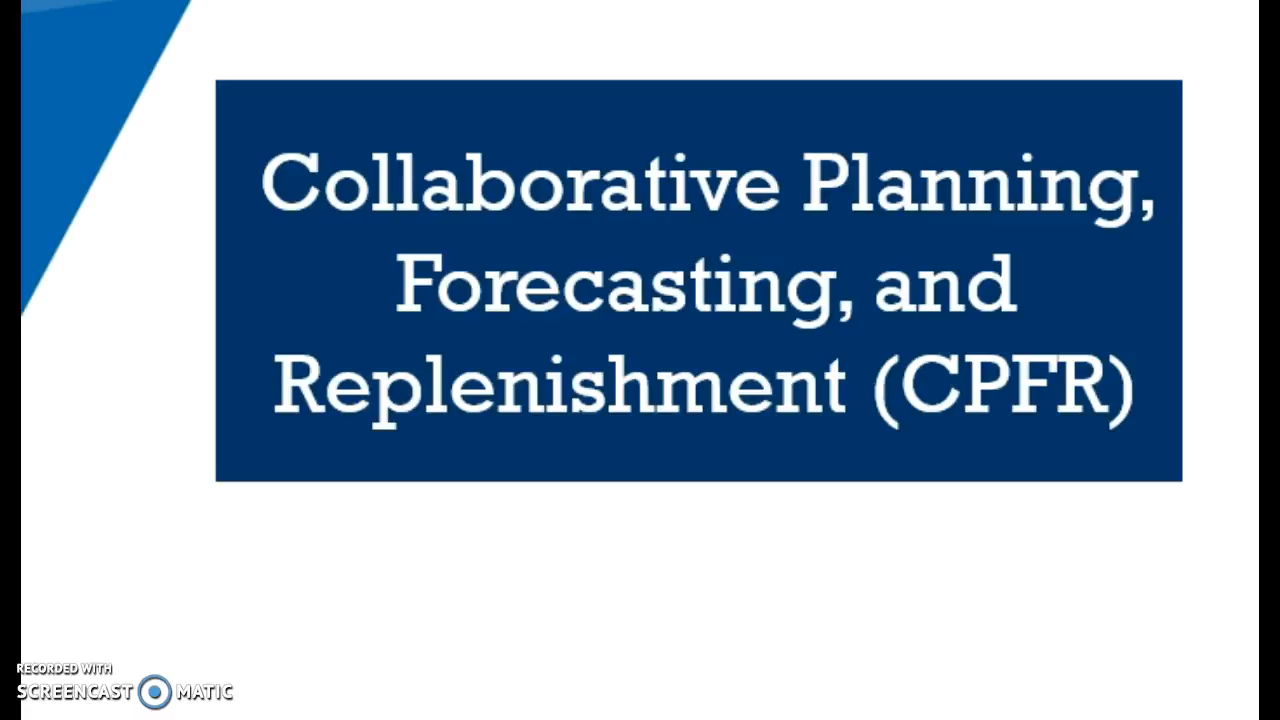 Collaborative Planning,
Forecasting, and
Replenishment (CPFR)
RECORDED WITH
SCREENCAST MATIC